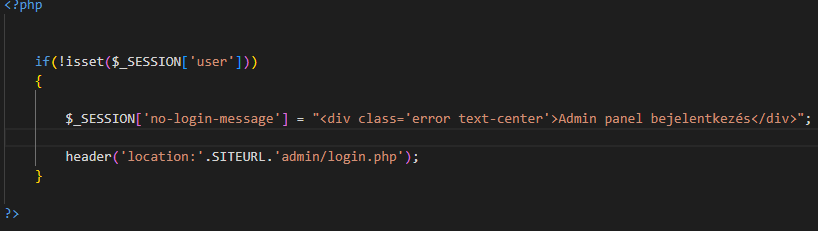 <?php
if(!isset($_SESSION['user']))
{
$_SESSION['no-login-message'] = "<div class='error text-center'>Admin panel bejelentkezés</div>";
header('location:'.SITEURL.'admin/login.php');
}
?>